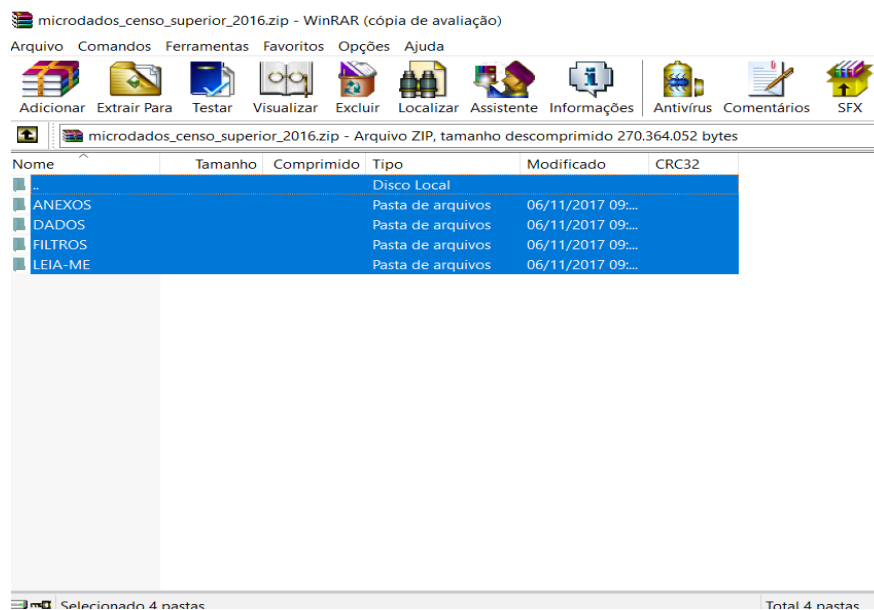 microdados_censo_superior_2016.zip - WinRAR (cópia de avaliação)
Arquivo Comandos Ferramentas Favoritos Opções Ajuda
Adicionar Extrair Para Testar Visualizar Excluir Localizar Assistente Informações Antivírus Comentários SFX
microdados_censo_superior_2016.zip - Arquivo ZIP, tamanho descomprimido 270.364.052 bytes
Nome Tamanho Comprimido Tipo Modificado CRC32
.. Disco Local
ANEXOS Pasta de arquivos 06/11/2017 09:...
DADOS Pasta de arquivos 06/11/2017 09:...
FILTROS Pasta de arquivos 06/11/2017 09:...
LEIA-ME Pasta de arquivos 06/11/2017 09:...
Selecionado 4 pastas Total 4 pastas